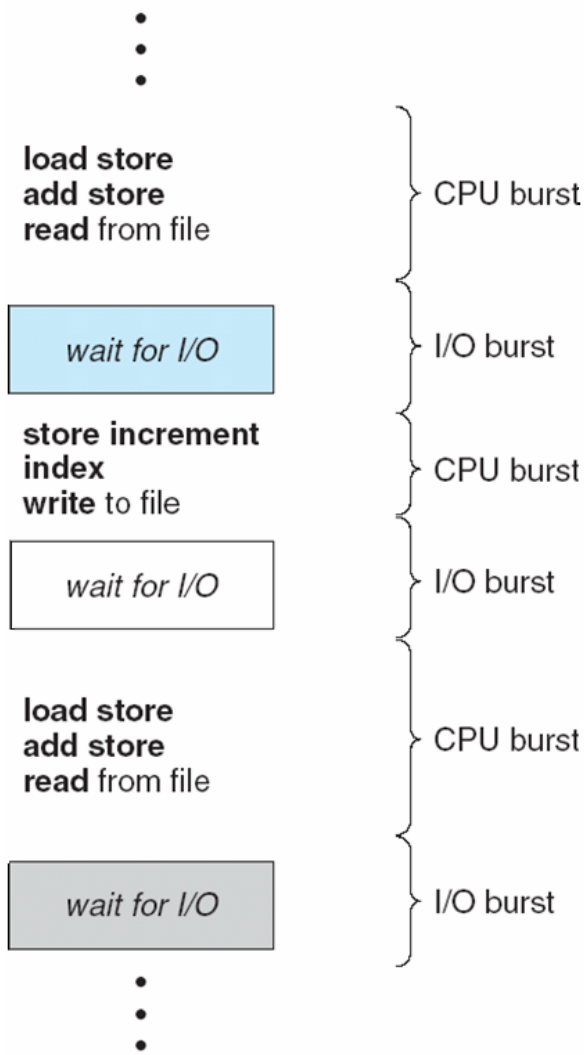 load store
add store
read from file
CPU burst
wait for I/O
I/O burst
store increment
index
write to file
CPU burst
wait for I/O
I/O burst
load store
add store
read from file
CPU burst
wait for I/O
I/O burst